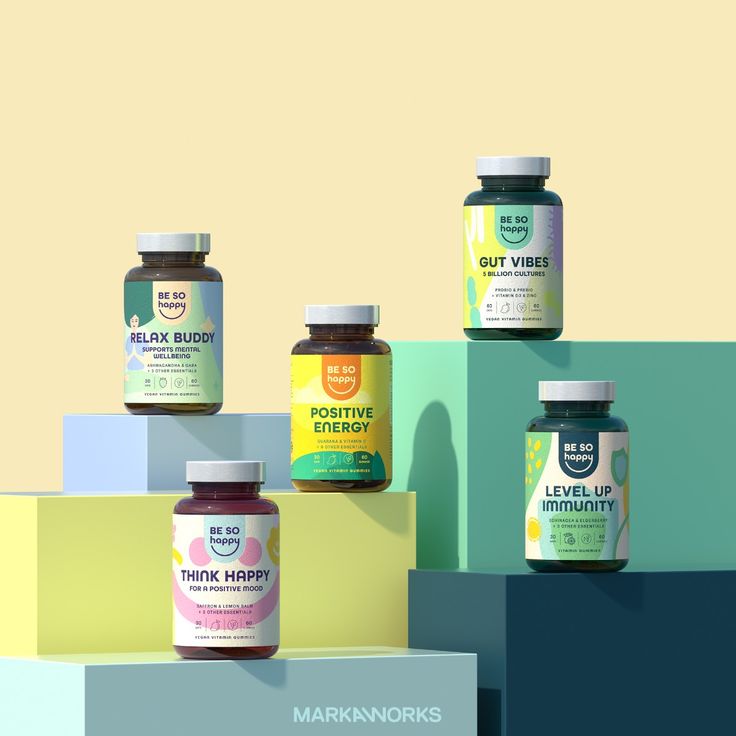 BE SO
happy
GUT VIBES
5 BILLION CULTURES
PROBIO & PREBIO
+ VITAMIN D3 & ZINC
60 60
VEGAN VITAMIN GUMMIES
BE SO
happy
RELAX BUDDY
SUPPORTS MENTAL
WELLBEING
ASHWAGANDHA & GABA
+ 3 OTHER ESSENTIALS
30 60
VEGAN VITAMIN GUMMIES
BE SO
happy
POSITIVE
ENERGY
GUARANA & VITAMIN C
+ 8 OTHER ESSENTIALS
30 60
VEGAN VITAMIN GUMMIES
BE SO
happy
LEVEL UP
IMMUNITY
ECHINACEA & ELDERBERRY
+ 3 OTHER ESSENTIALS
30 60
VITAMIN GUMMIES
BE SO
happy
THINK HAPPY
FOR A POSITIVE MOOD
SAFFRON & LEMON BALM
+ 3 OTHER ESSENTIALS
30 60
VEGAN VITAMIN GUMMIES
MARKAWORKS